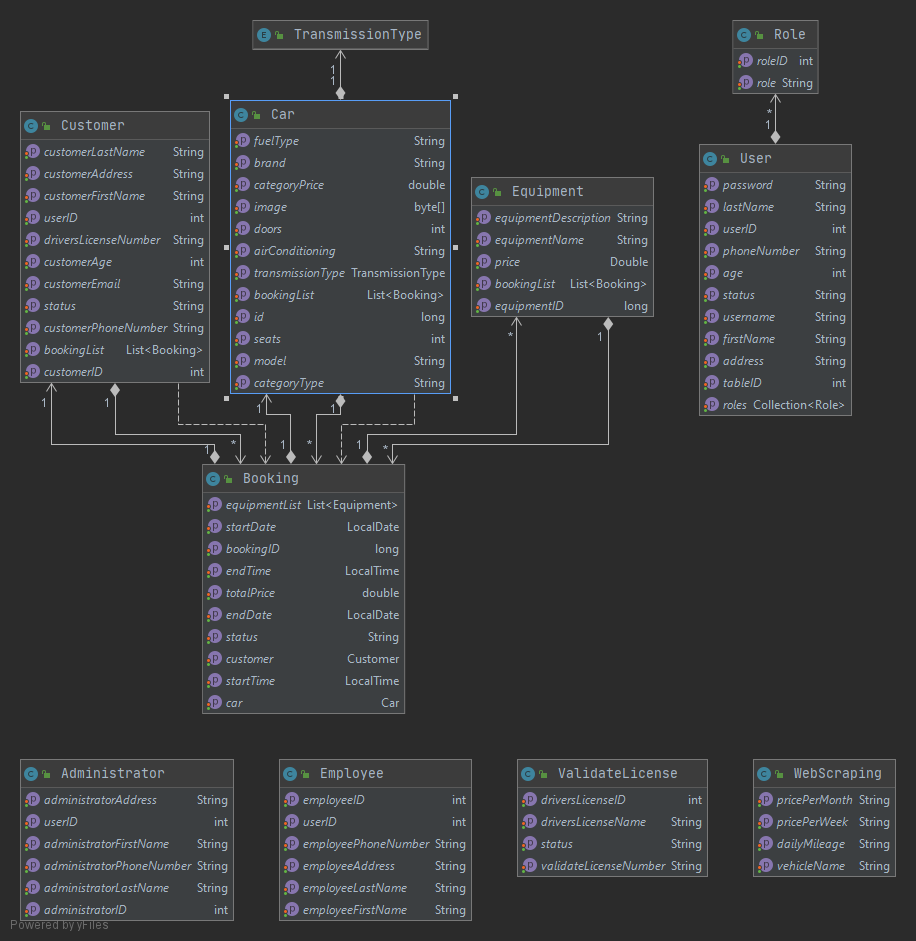 TransmissionType
1
1
Role
roleID int
role String
*
1
Customer
customerLastName String
customerAddress String
customerFirstName String
userID int
driversLicenseNumber String
customerAge int
customerEmail String
status String
customerPhoneNumber String
bookingList List<Booking>
customerID int
Car
fuelType String
brand String
categoryPrice double
image byte[]
doors int
airConditioning String
transmissionType TransmissionType
bookingList List<Booking>
id long
seats int
model String
categoryType String
Equipment
equipmentDescription String
equipmentName String
price Double
bookingList List<Booking>
equipmentID long
User
password String
lastName String
userID int
phoneNumber String
age int
status String
username String
firstName String
address String
tableID int
roles Collection<Role>
1 1 1 1 * 1
1 * * 1 *
Booking
equipmentList List<Equipment>
startDate LocalDate
bookingID long
endTime LocalTime
totalPrice double
endDate LocalDate
status String
customer Customer
startTime LocalTime
car Car
Administrator
administratorAddress String
userID int
administratorFirstName String
administratorPhoneNumber String
administratorLastName String
administratorID int
Employee
employeeID int
userID int
employeePhoneNumber String
employeeAddress String
employeeLastName String
employeeFirstName String
ValidateLicense
driversLicenseID int
driversLicenseName String
status String
validateLicenseNumber String
WebScraping
pricePerMonth String
pricePerWeek String
dailyMileage String
vehicleName String
Powered by yFiles